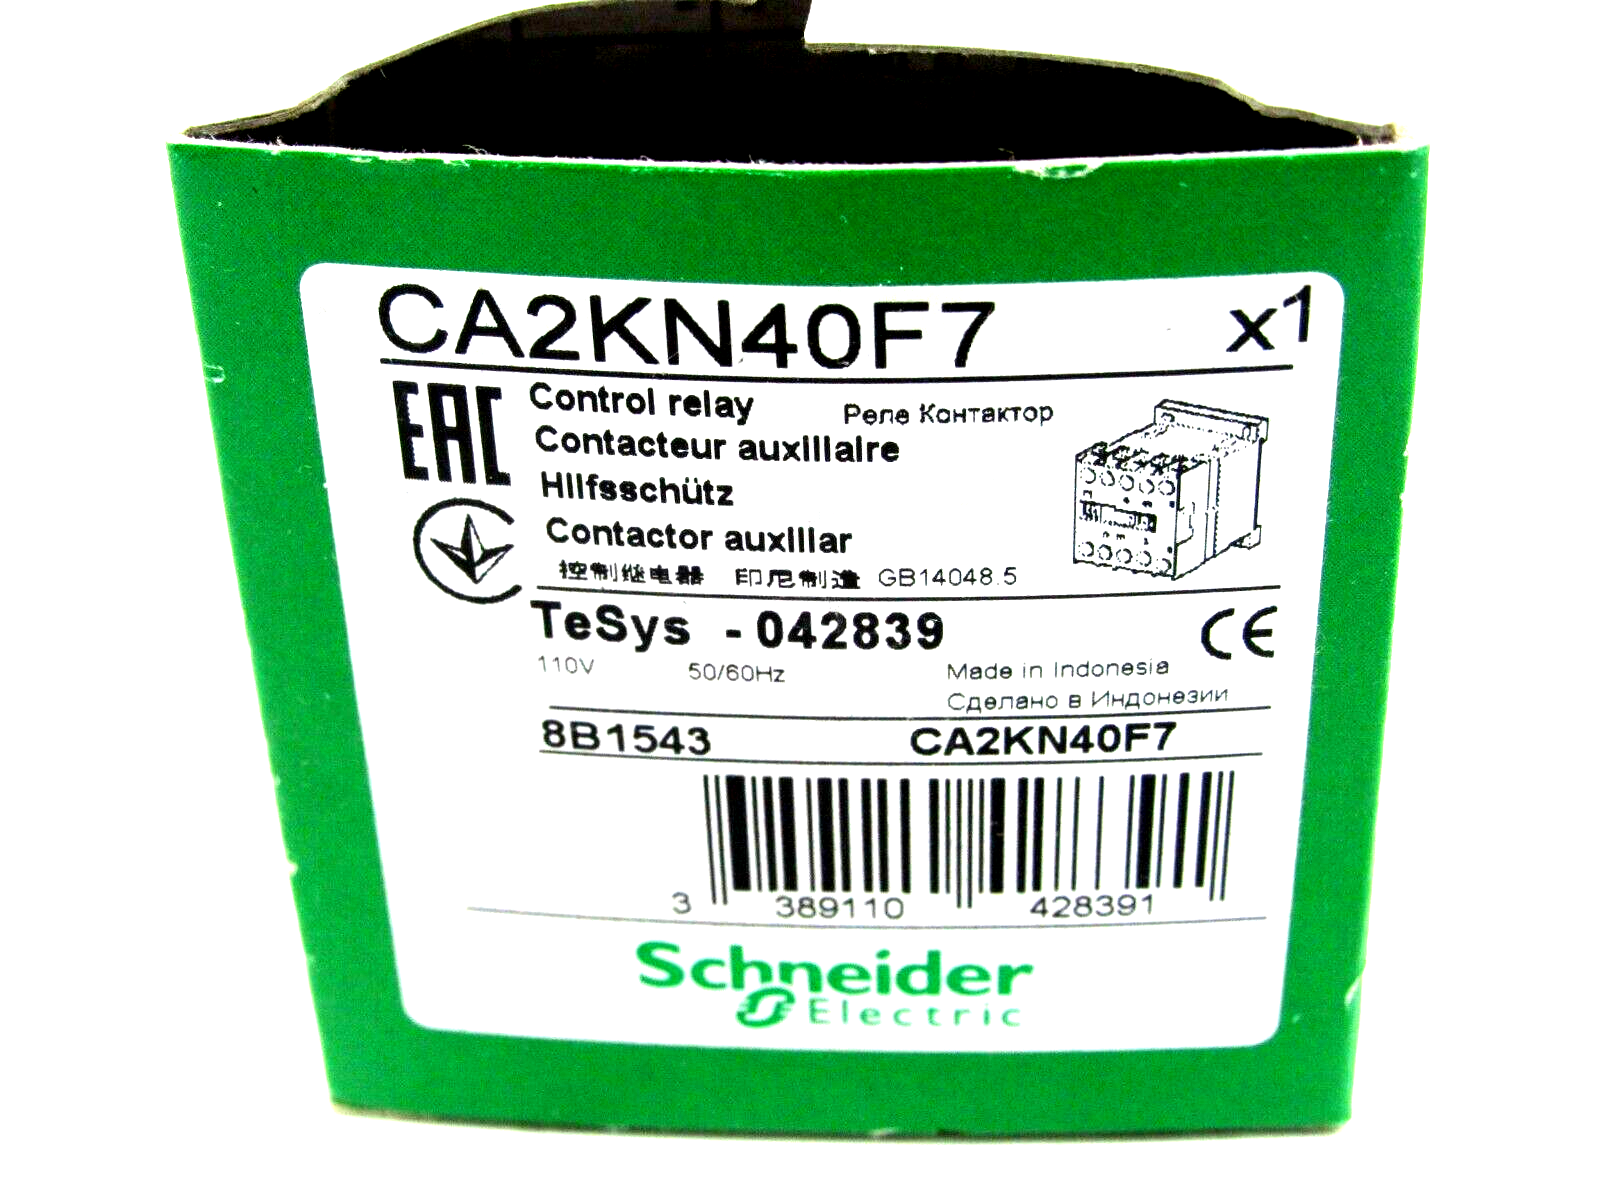 CA2KN40F7 x1
EAC
Control relay Реле Контактор
Contacteur auxiliaire
Hilfsschütz
Contactor auxiliar
控制继电器 印尼制造 GB14048.5
TeSys - 042839 CE
110V 50/60Hz Made in Indonesia
Сделано в Индонезии
8B1543 CA2KN40F7
3 389110 428391
Schneider
Electric